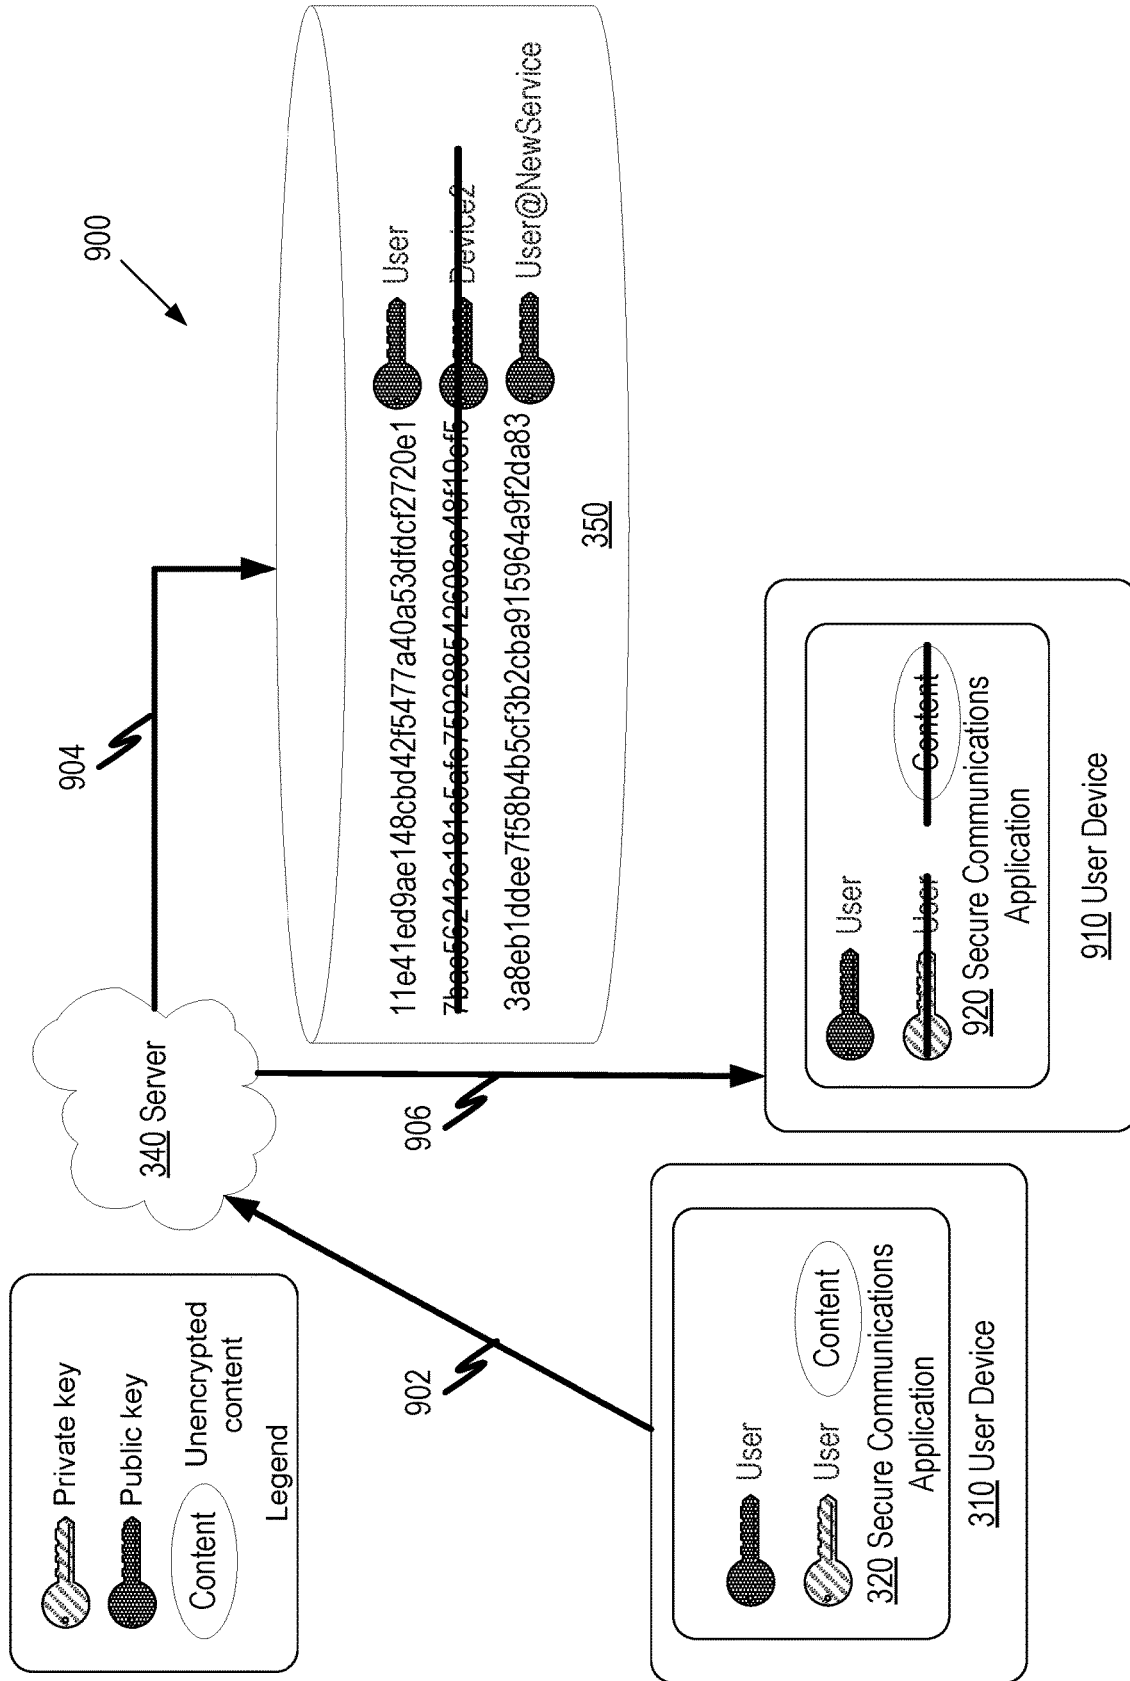 Private key
Public key
Content
Unencrypted
content
Legend
340 Server
902
904
906
900
11e41ed9ae148cbd42f5477a40a53dfdcf2720e1 User
Device2
3a8eb1ddee7f58b4b5cf3b2cba915964a9f2da83 User@NewService
350
User
User
Content
320 Secure Communications
Application
310 User Device
User
User
Content
920 Secure Communications
Application
910 User Device